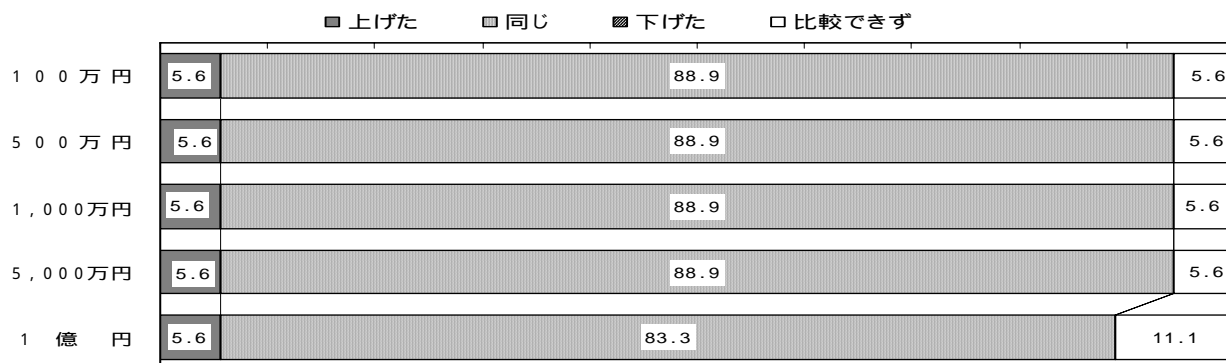 上げた 同じ 下げた 比較できず
100万円 5.6 88.9 5.6
500万円 5.6 88.9 5.6
1,000万円 5.6 88.9 5.6
5,000万円 5.6 88.9 5.6
1億円 5.6 83.3 11.1